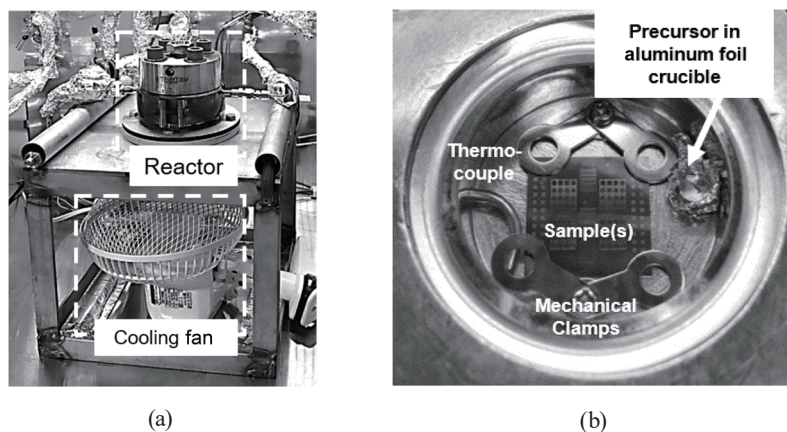 Reactor
Cooling fan
(a)
Precursor in
aluminum foil
crucible
Thermo-
couple
Sample(s)
Mechanical
Clamps
(b)